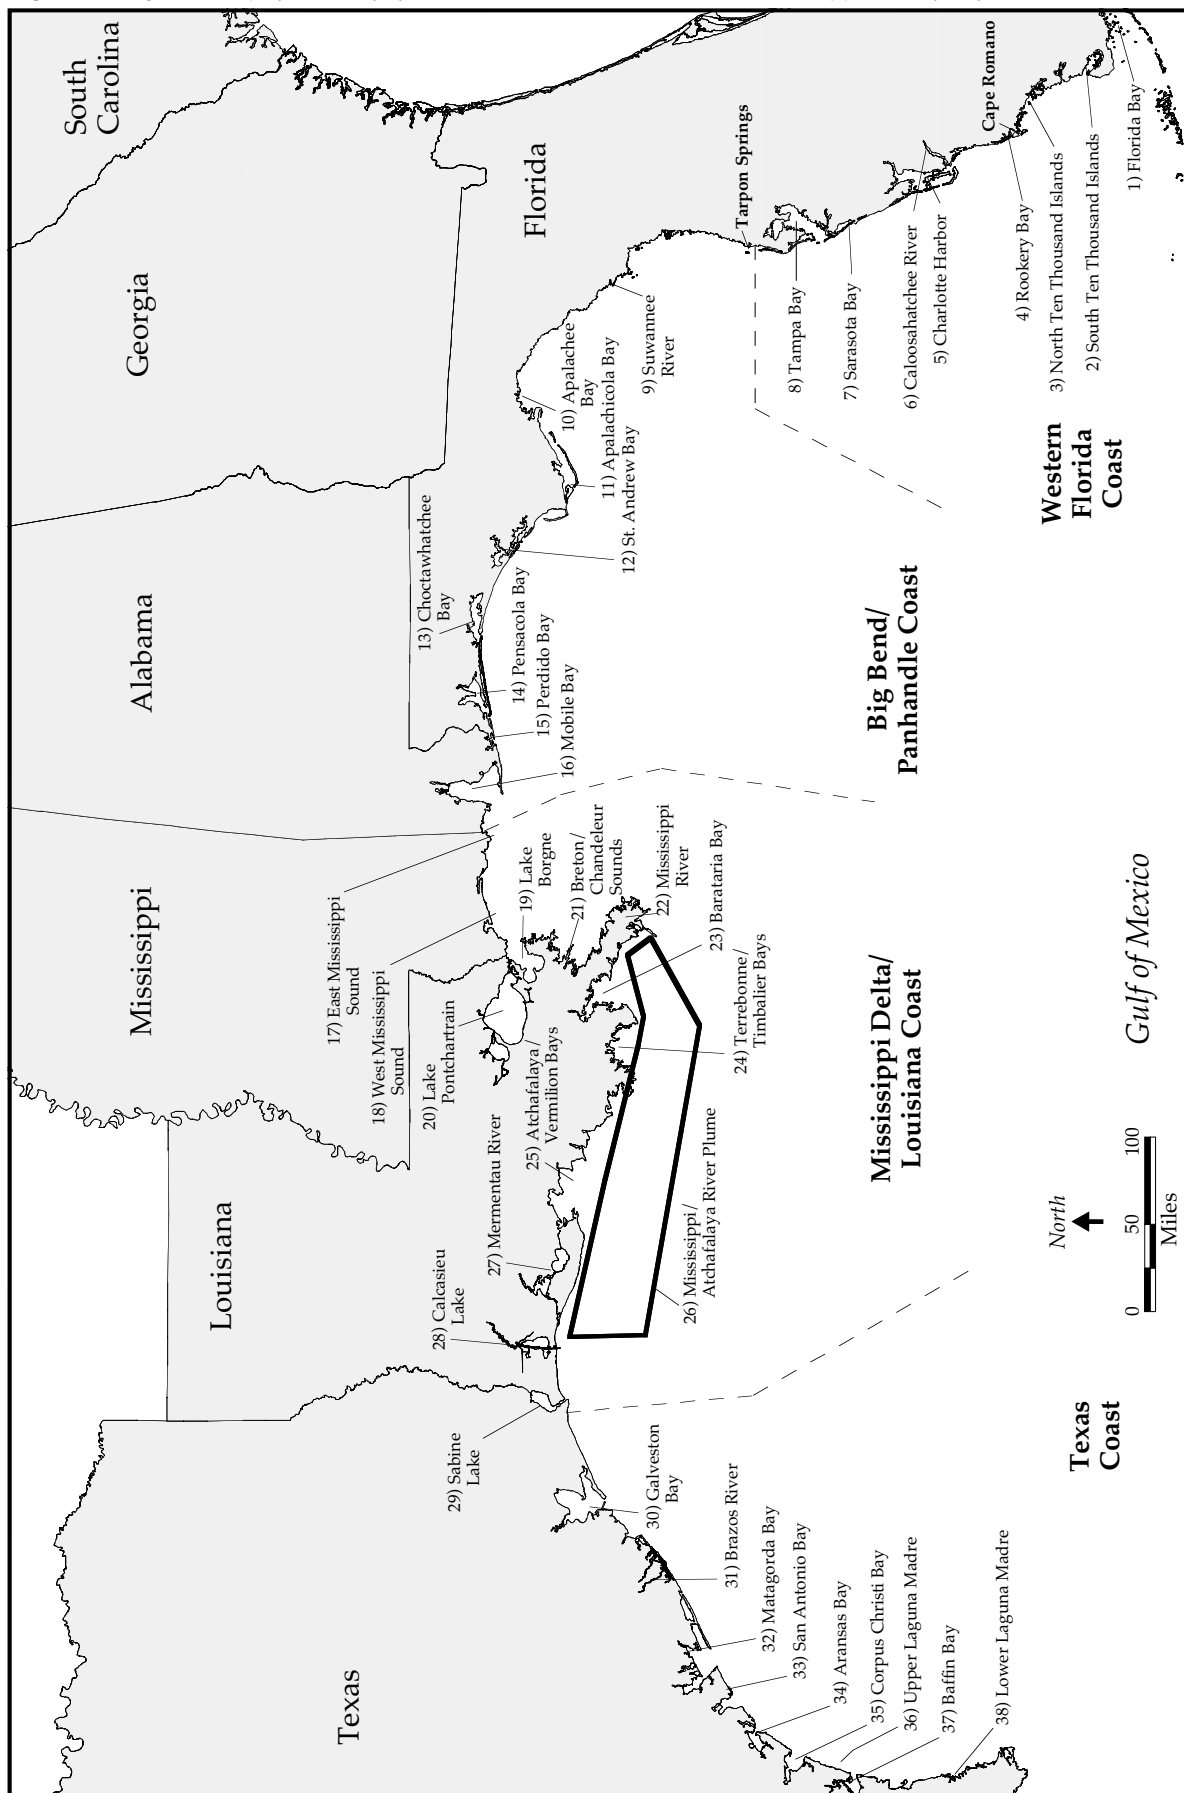 South
Carolina
Georgia
Alabama
Mississippi
Louisiana
Texas
Florida
Tarpon Springs
Cape Romano
1) Florida Bay
2) South Ten Thousand Islands
3) North Ten Thousand Islands
4) Rookery Bay
5) Charlotte Harbor
6) Caloosahatchee River
7) Sarasota Bay
8) Tampa Bay
9) Suwannee
River
10) Apalachee
Bay
11) Apalachicola Bay
12) St. Andrew Bay
13) Choctawhatchee
Bay
14) Pensacola Bay
15) Perdido Bay
16) Mobile Bay
17) East Mississippi
Sound
18) West Mississippi
Sound
19) Lake
Borgne
20) Lake
Pontchartrain
21) Breton/
Chandeleur
Sounds
22) Mississippi
River
23) Barataria Bay
24) Terrebonne/
Timbalier Bays
25) Atchafalaya/
Vermilion Bays
26) Mississippi/
Atchafalaya River Plume
27) Mermentau River
28) Calcasieu
Lake
29) Sabine
Lake
30) Galveston
Bay
31) Brazos River
32) Matagorda Bay
33) San Antonio Bay
34) Aransas Bay
35) Corpus Christi Bay
36) Upper Laguna Madre
37) Baffin Bay
38) Lower Laguna Madre
Texas
Coast
Mississippi Delta/
Louisiana Coast
Big Bend/
Panhandle Coast
Western
Florida
Coast
Gulf of Mexico
North
0
50
100
Miles